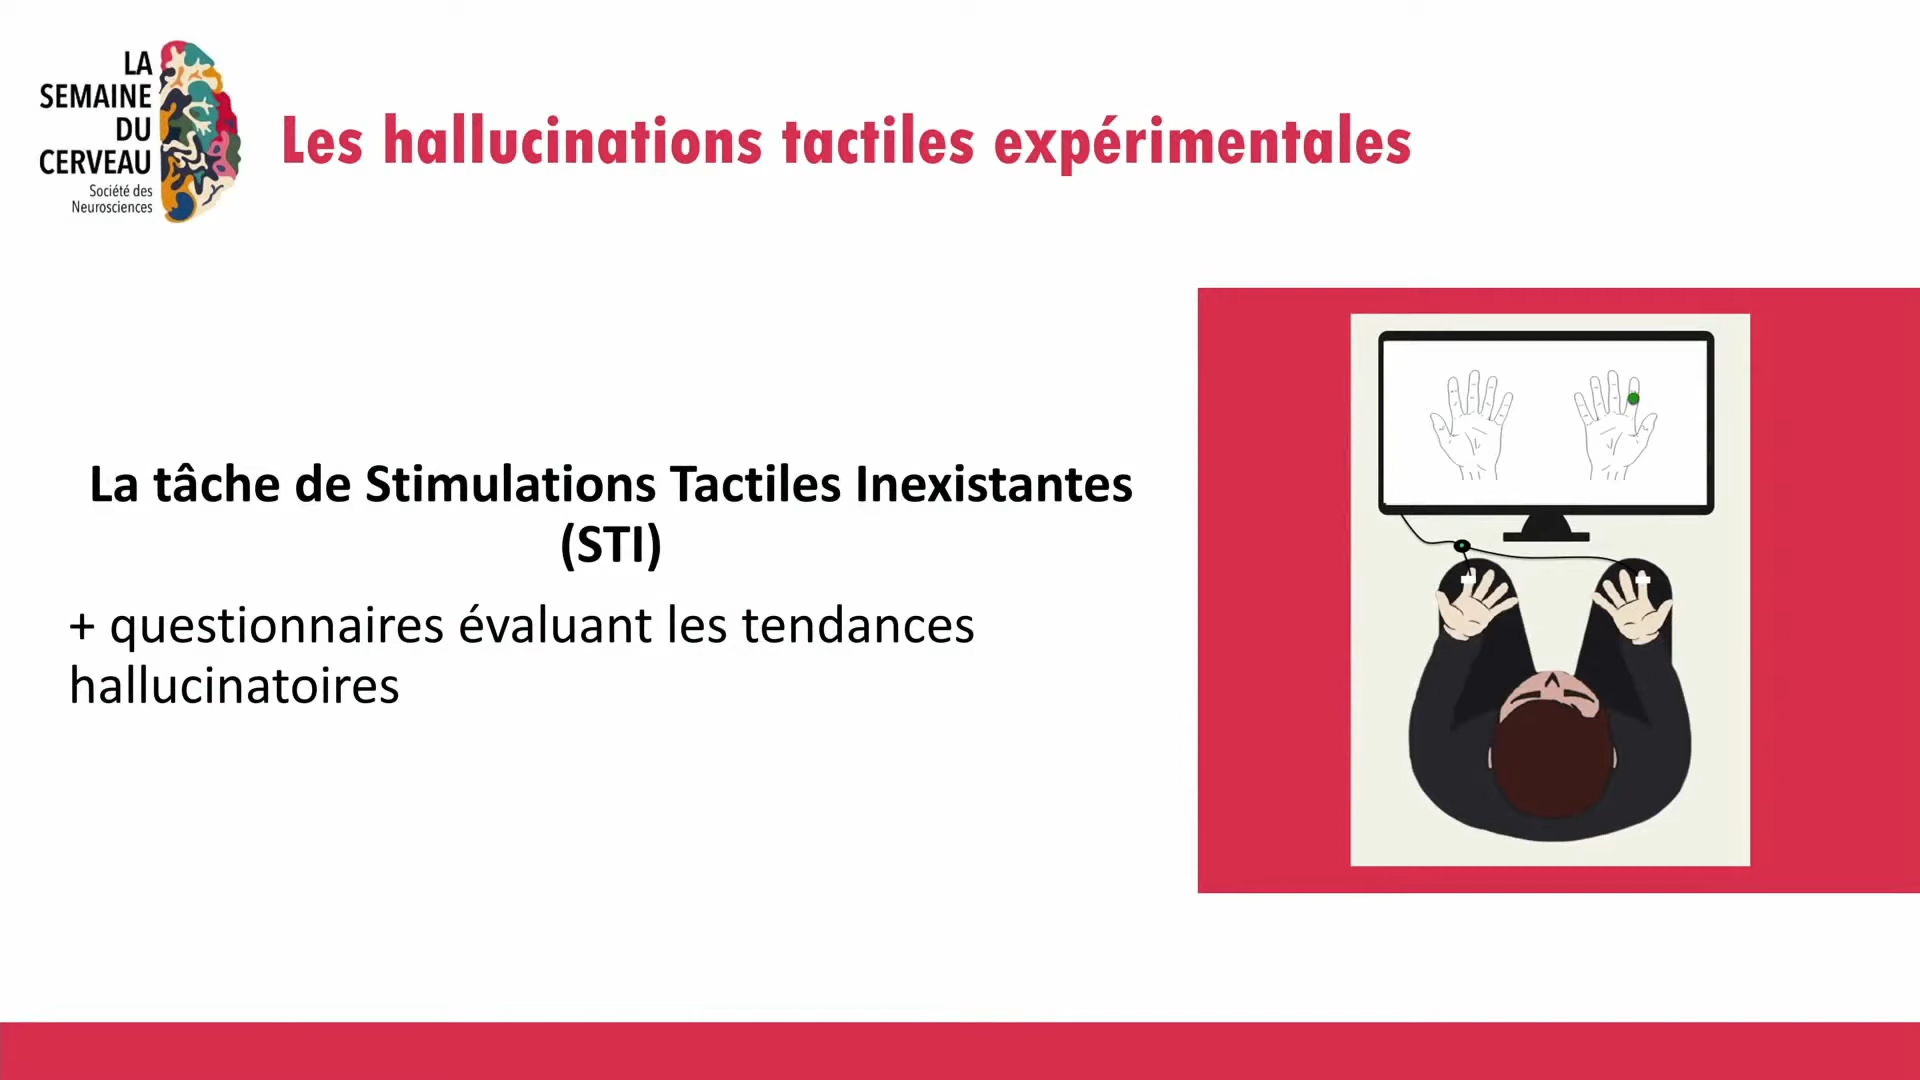 LA
SEMAINE
DU
CERVEAU
Société des
Neurosciences
Les hallucinations tactiles expérimentales
La tâche de Stimulations Tactiles Inexistantes
(STI)
+ questionnaires évaluant les tendances
hallucinatoires